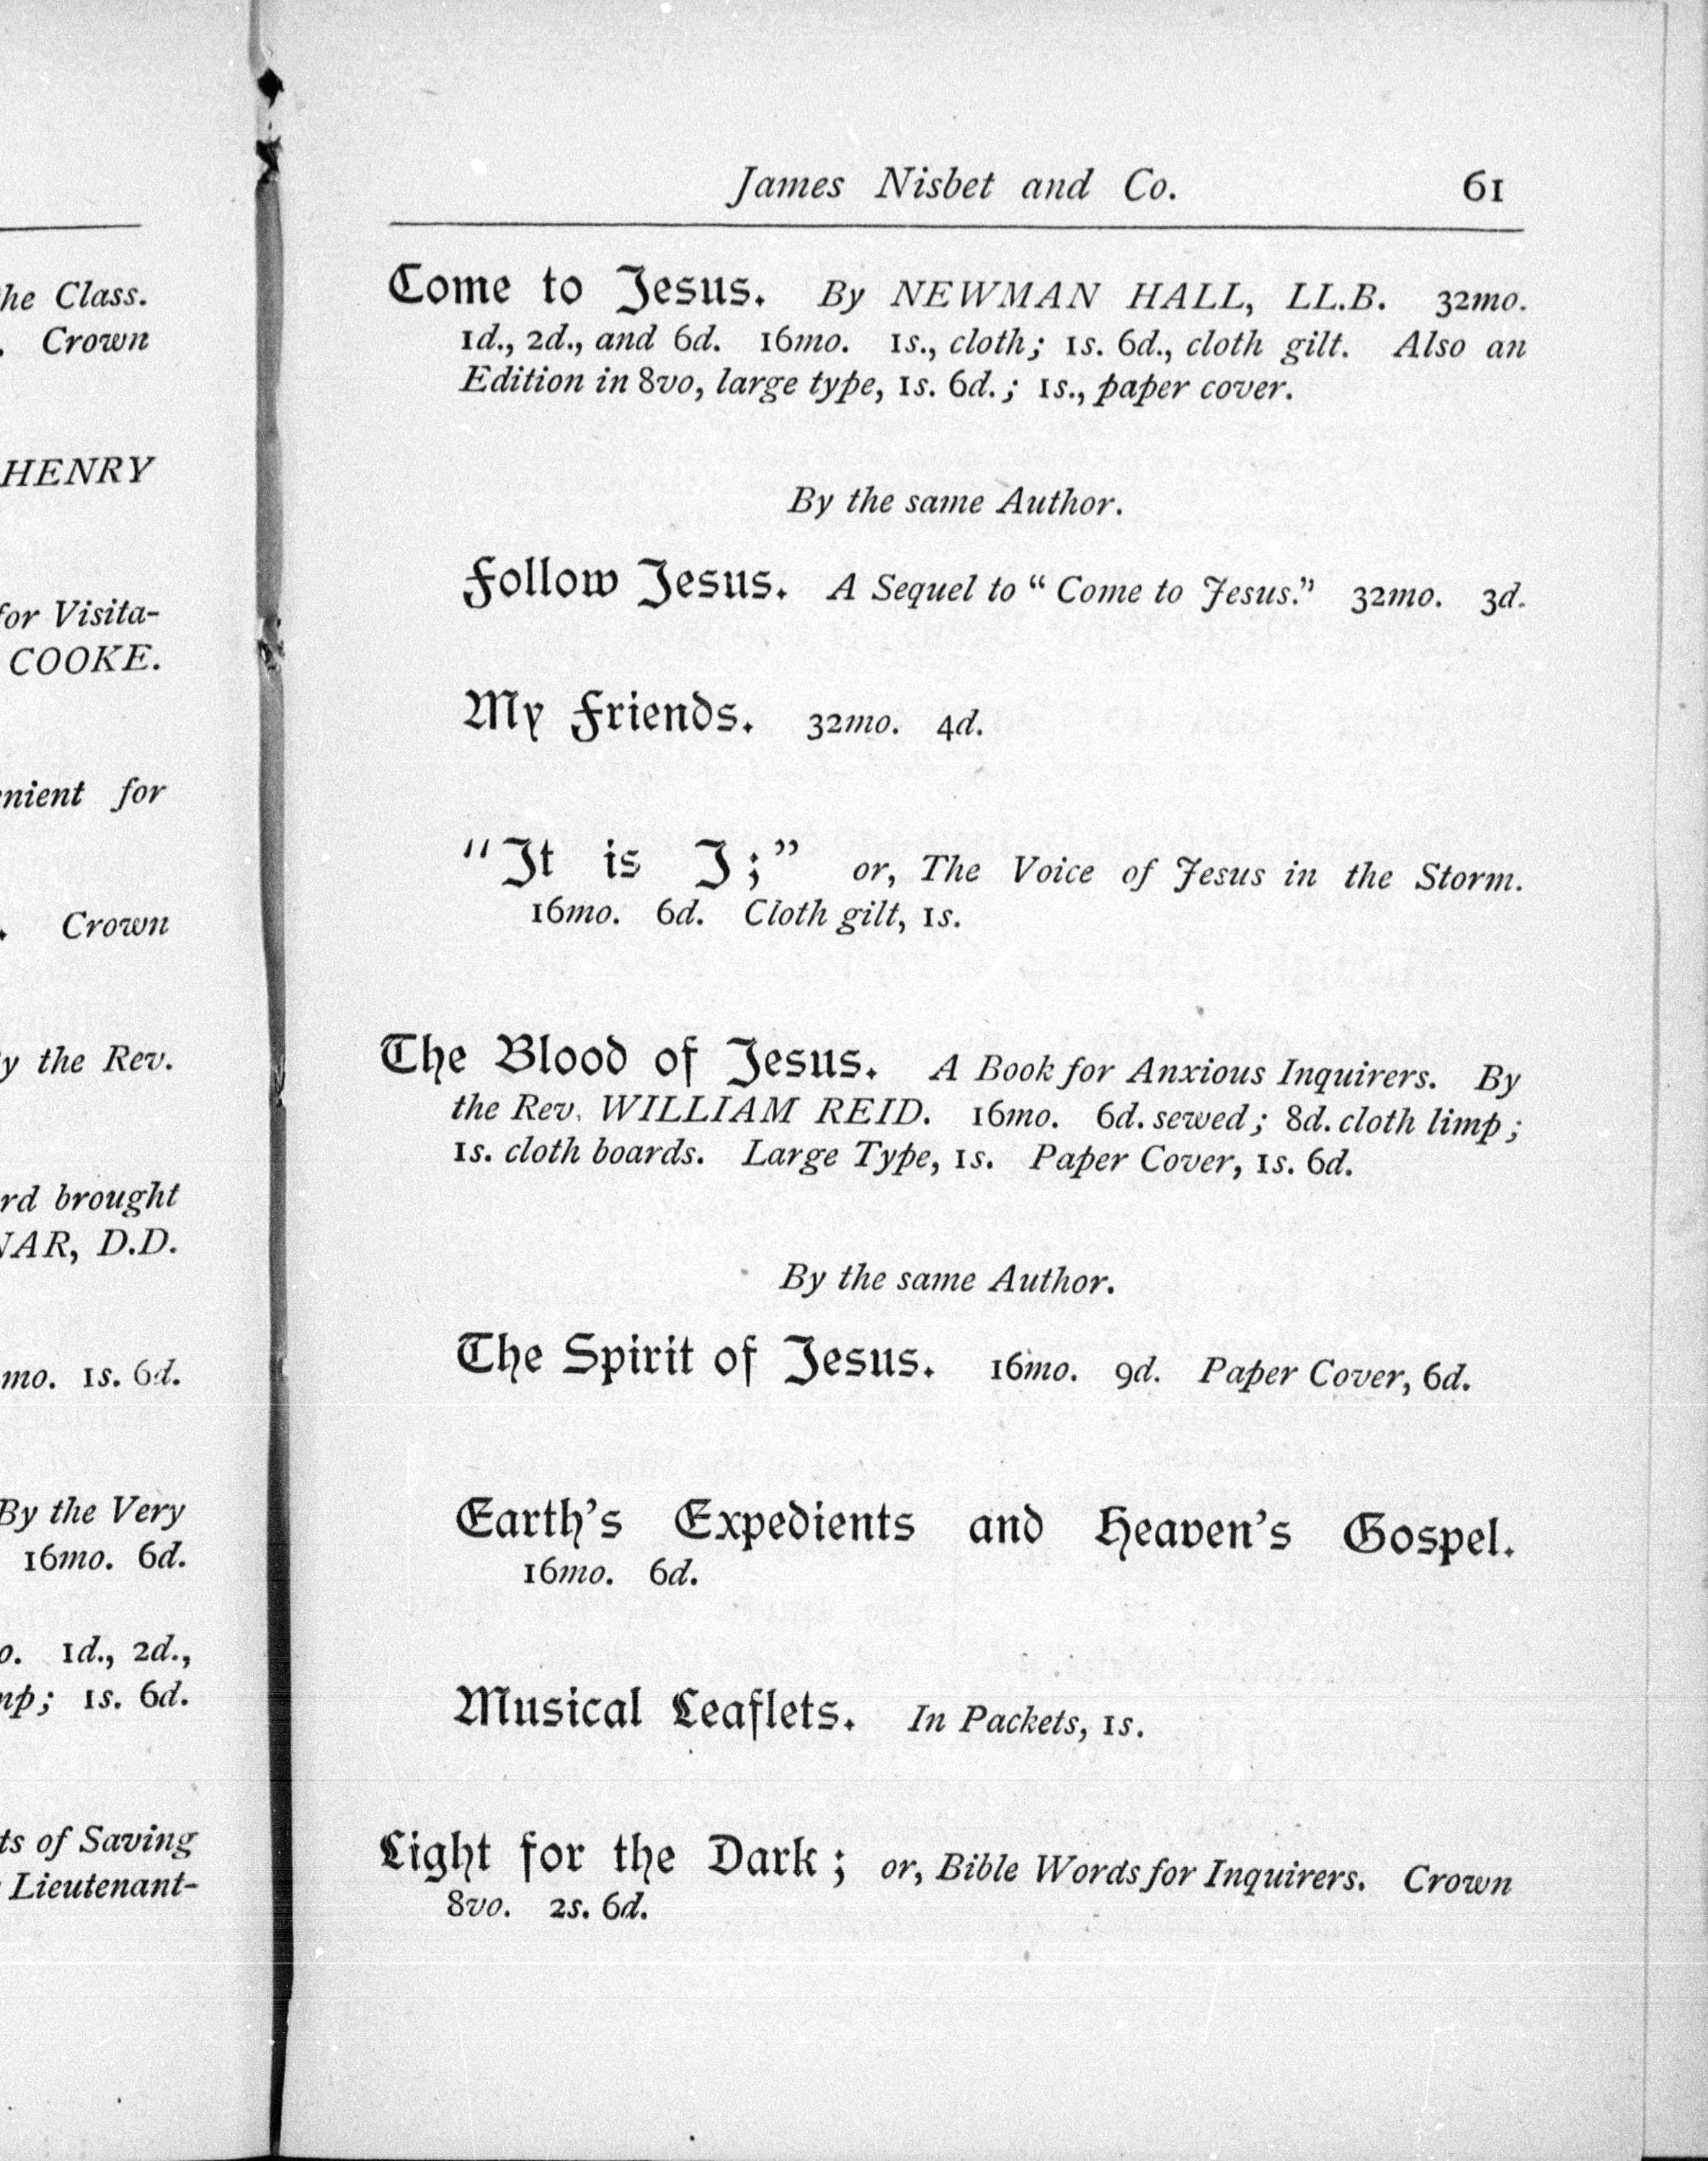 he Class.
Crown
HENRY
for Visita-
COOKE.
nient for
Crown
y the Rev.
rd brought
NAR, D.D.
mo. 1s. 6d.
By the Very
16mo. 6d.
o. 1d., 2d.,
mp; 1s. 6d.
ts of Saving
Lieutenant-
James Nisbet and Co. 61
Come to Jesus. By NEWMAN HALL, LL.B. 32mo.
1d., 2d., and 6d. 16mo. 1s., cloth; 1s. 6d., cloth gilt. Also an
Edition in 8vo, large type, 1s. 6d.; 1s., paper cover.
By the same Author.
Follow Jesus. A Sequel to “Come to Jesus.” 32mo. 3d.
My Friends. 32mo. 4d.
“It is I;” or, The Voice of Jesus in the Storm.
16mo. 6d. Cloth gilt, 1s.
The Blood of Jesus. A Book for Anxious Inquirers. By
the Rev. WILLIAM REID. 16mo. 6d. sewed; 8d. cloth limp;
1s. cloth boards. Large Type, 1s. Paper Cover, 1s. 6d.
By the same Author.
The Spirit of Jesus. 16mo. 9d. Paper Cover, 6d.
Earth’s Expedients and Heaven’s Gospel.
16mo. 6d.
Musical Leaflets. In Packets, 1s.
Light for the Dark; or, Bible Words for Inquirers. Crown
8vo. 2s. 6d.